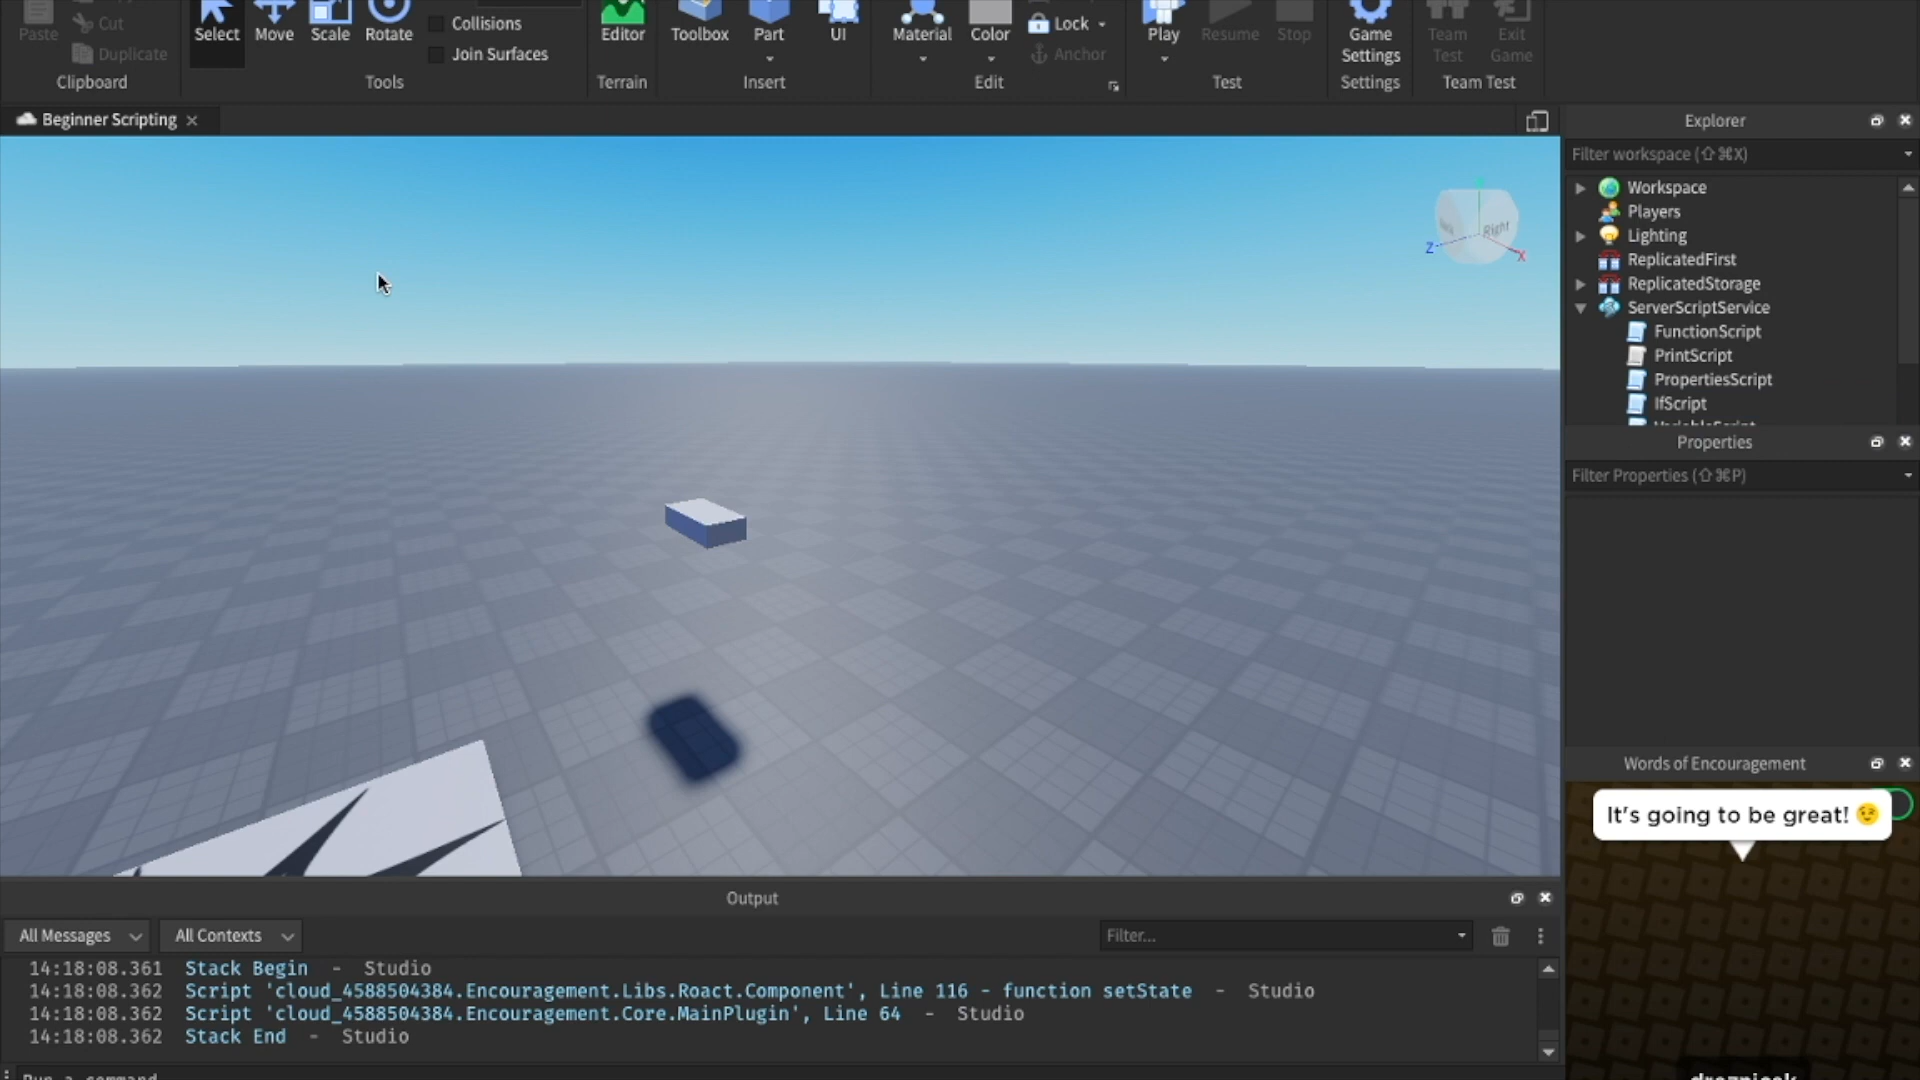 Paste
Cut
Duplicate
Clipboard
Select
Move
Scale
Rotate
Collisions
Join Surfaces
Tools
Editor
Terrain
Toolbox
Part
UI
Insert
Material
Color
Lock
Anchor
Edit
Play
Resume
Stop
Test
Game
Settings
Settings
Team
Test
Exit
Game
Team Test
Beginner Scripting
Right
Z
X
Explorer
Filter workspace (⇧⌘X)
Workspace
Players
Lighting
ReplicatedFirst
ReplicatedStorage
ServerScriptService
FunctionScript
PrintScript
PropertiesScript
IfScript
Properties
Filter Properties (⇧⌘P)
Words of Encouragement
It's going to be great! 😉
Output
All Messages
All Contexts
Filter...
14:18:08.361 Stack Begin - Studio
14:18:08.362 Script 'cloud_4588504384.Encouragement.Libs.Roact.Component', Line 116 - function setState - Studio
14:18:08.362 Script 'cloud_4588504384.Encouragement.Core.MainPlugin', Line 64 - Studio
14:18:08.362 Stack End - Studio
Run a command